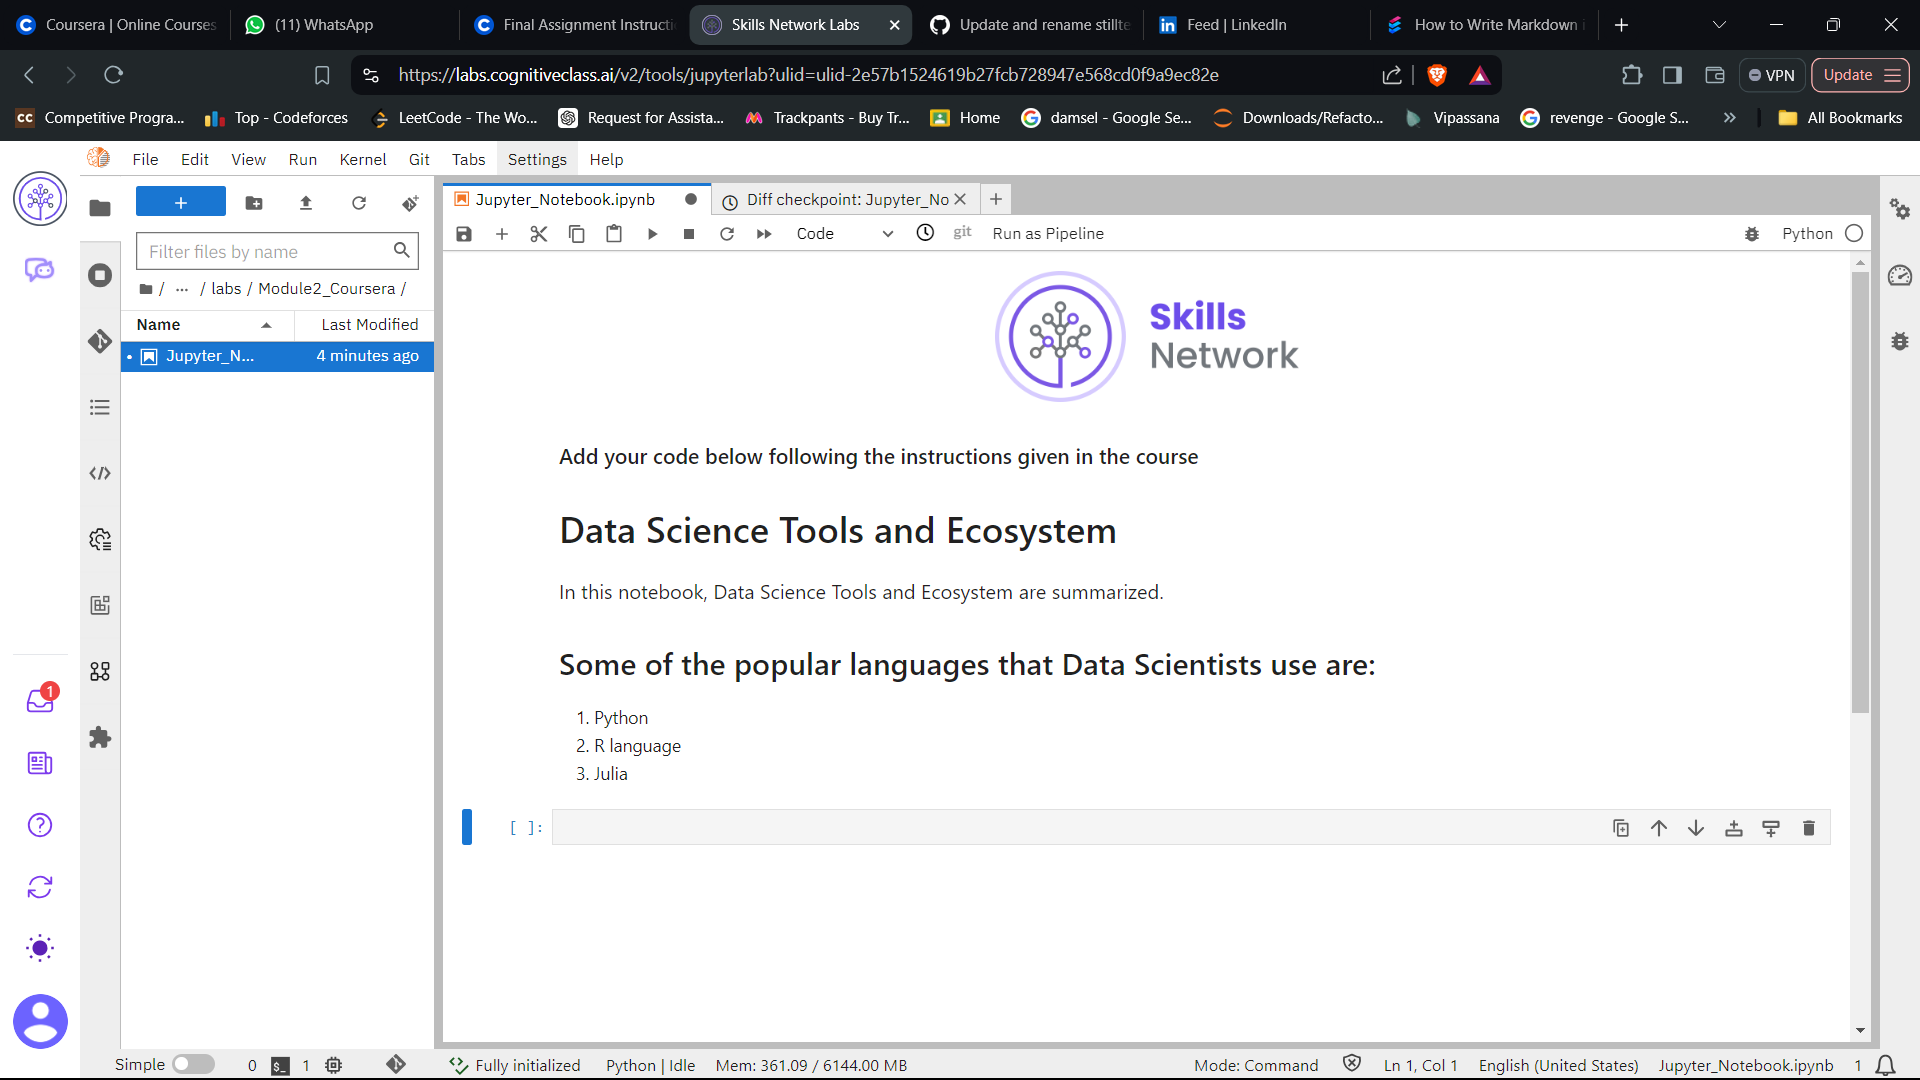 Coursera | Online Courses
(11) WhatsApp
Final Assignment Instructi
Skills Network Labs
Update and rename stillte
Feed | LinkedIn
How to Write Markdown i
https://labs.cognitiveclass.ai/v2/tools/jupyterlab?ulid=ulid-2e57b1524619b27fcb728947e568cd0f9a9ec82e
VPN
Update
CC Competitive Progra...
Top - Codeforces
LeetCode - The Wo...
Request for Assista...
Trackpants - Buy Tr...
Home
damsel - Google Se...
Downloads/Refacto...
Vipassana
revenge - Google S...
All Bookmarks
File Edit View Run Kernel Git Tabs Settings Help
Jupyter_Notebook.ipynb
Diff checkpoint: Jupyter_No
Code
git
Run as Pipeline
Python
Filter files by name
/ ... / labs / Module2_Coursera /
Name Last Modified
Jupyter_N... 4 minutes ago
Skills
Network
Add your code below following the instructions given in the course
Data Science Tools and Ecosystem
In this notebook, Data Science Tools and Ecosystem are summarized.
Some of the popular languages that Data Scientists use are:
1. Python
2. R language
3. Julia
[ ]:
1
Simple
0
$_
1
Fully initialized
Python | Idle
Mem: 361.09 / 6144.00 MB
Mode: Command
Ln 1, Col 1
English (United States)
Jupyter_Notebook.ipynb
1